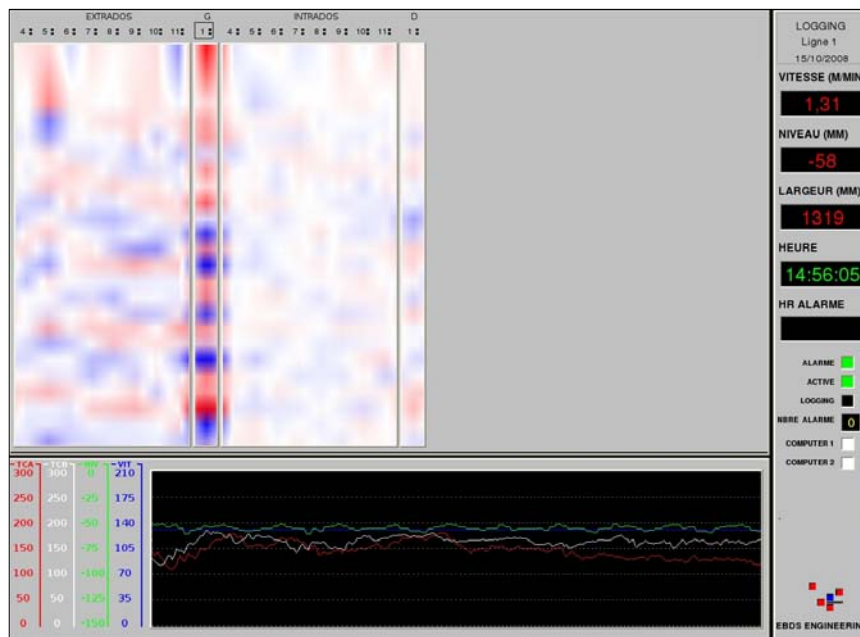 EXTRADOS G INTRADOS D
4 5 6 7 8 9 10 11 1 4 5 6 7 8 9 10 11 1
LOGGING
Ligne 1
15/10/2008
VITESSE (M/MIN
1,31
NIVEAU (MM)
-58
LARGEUR (MM)
1319
HEURE
14:56:05
HR ALARME
ALARME
ACTIVE
LOGGING
NBRE ALARME 0
COMPUTER 1
COMPUTER 2
TCA TCB NIV VIT
300 300 -0 210
250 250 -25 175
200 200 -50 140
150 150 -75 105
100 100 -100 70
50 50 -125 35
0 0 -150 0
EBDS ENGINEERIN